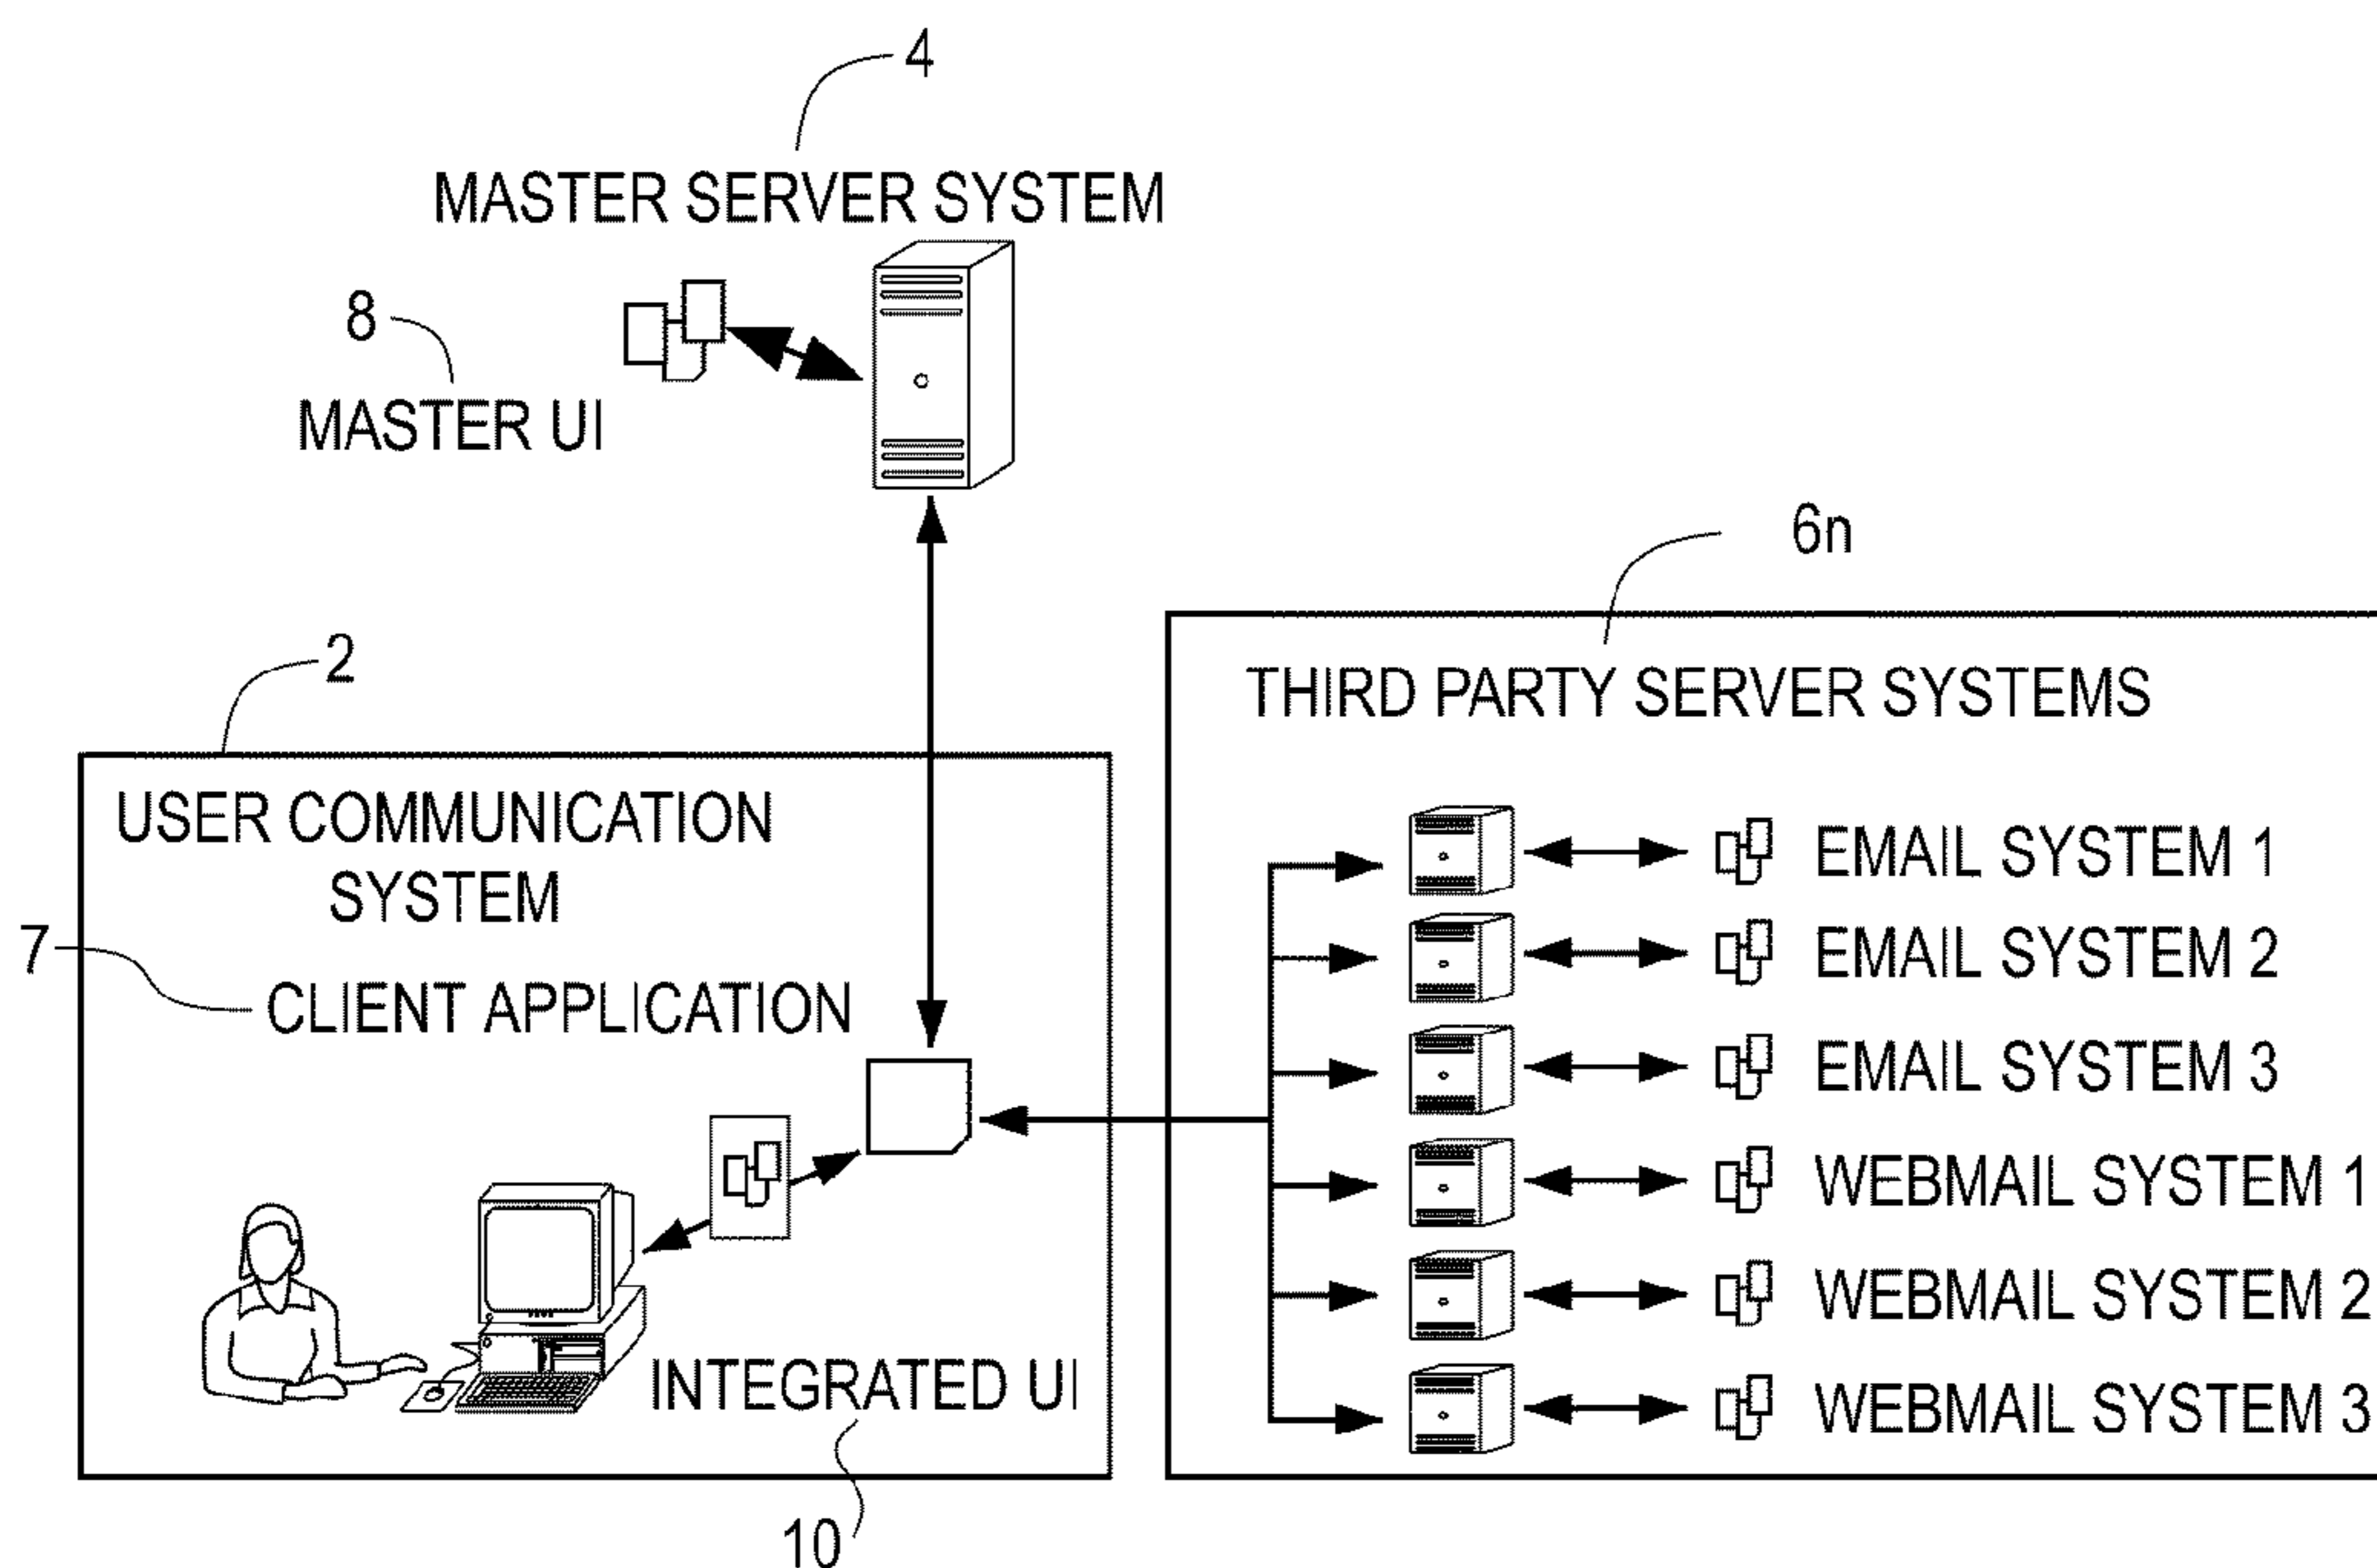 4
MASTER SERVER SYSTEM
8
MASTER UI
6n
2
THIRD PARTY SERVER SYSTEMS
USER COMMUNICATION
SYSTEM
7
CLIENT APPLICATION
EMAIL SYSTEM 1
EMAIL SYSTEM 2
EMAIL SYSTEM 3
WEBMAIL SYSTEM 1
WEBMAIL SYSTEM 2
WEBMAIL SYSTEM 3
INTEGRATED UI
10